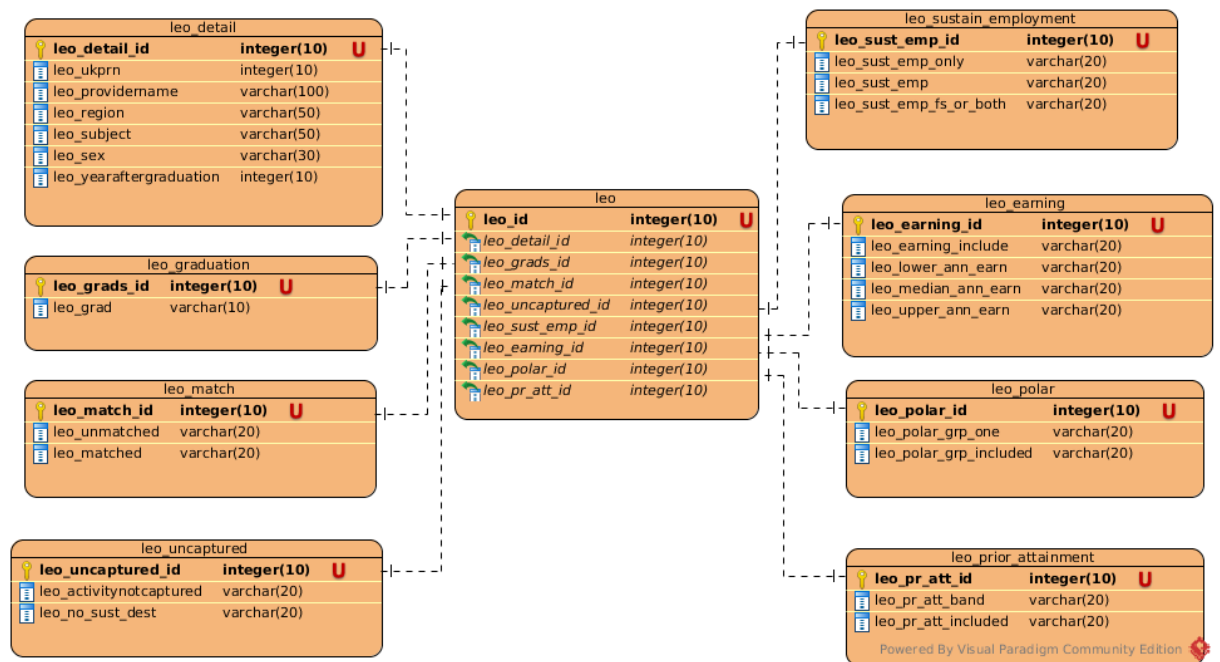 leo_detail
leo_detail_id integer(10) U
leo_ukprn integer(10)
leo_providername varchar(100)
leo_region varchar(50)
leo_subject varchar(50)
leo_sex varchar(30)
leo_yearaftergraduation integer(10)
leo_graduation
leo_grads_id integer(10) U
leo_grad varchar(10)
leo_match
leo_match_id integer(10) U
leo_unmatched varchar(20)
leo_matched varchar(20)
leo_uncaptured
leo_uncaptured_id integer(10) U
leo_activitynotcaptured varchar(20)
leo_no_sust_dest varchar(20)
leo
leo_id integer(10) U
leo_detail_id integer(10)
leo_grads_id integer(10)
leo_match_id integer(10)
leo_uncaptured_id integer(10)
leo_sust_emp_id integer(10)
leo_earning_id integer(10)
leo_polar_id integer(10)
leo_pr_att_id integer(10)
leo_sustain_employment
leo_sust_emp_id integer(10) U
leo_sust_emp_only varchar(20)
leo_sust_emp varchar(20)
leo_sust_emp_fs_or_both varchar(20)
leo_earning
leo_earning_id integer(10) U
leo_earning_include varchar(20)
leo_lower_ann_earn varchar(20)
leo_median_ann_earn varchar(20)
leo_upper_ann_earn varchar(20)
leo_polar
leo_polar_id integer(10) U
leo_polar_grp_one varchar(20)
leo_polar_grp_included varchar(20)
leo_prior_attainment
leo_pr_att_id integer(10) U
leo_pr_att_band varchar(20)
leo_pr_att_included varchar(20)
Powered By Visual Paradigm Community Edition